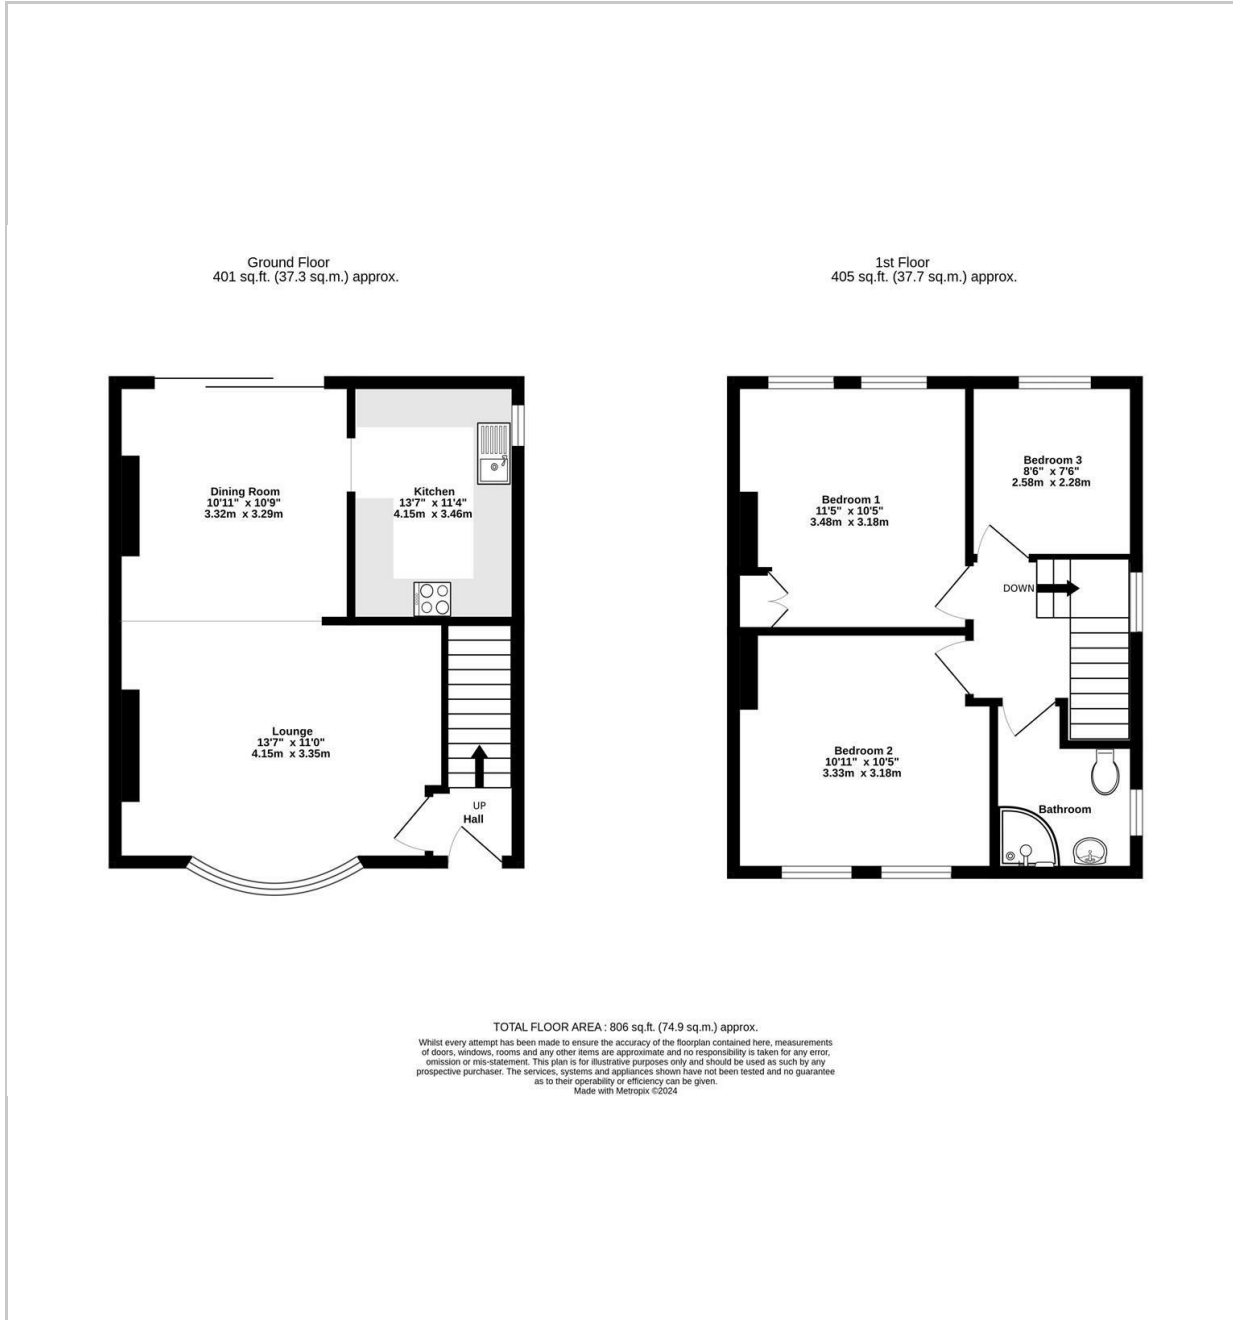 Ground Floor
401 sq.ft. (37.3 sq.m.) approx.
1st Floor
405 sq.ft. (37.7 sq.m.) approx.
Dining Room
10'11" x 10'9"
3.32m x 3.29m
Kitchen
13'7" x 11'4"
4.15m x 3.46m
Lounge
13'7" x 11'0"
4.15m x 3.35m
UP
Hall
Bedroom 1
11'5" x 10'5"
3.48m x 3.18m
Bedroom 3
8'6" x 7'6"
2.58m x 2.28m
DOWN
Bedroom 2
10'11" x 10'5"
3.33m x 3.18m
Bathroom
TOTAL FLOOR AREA : 806 sq.ft. (74.9 sq.m.) approx.
Whilst every attempt has been made to ensure the accuracy of the floorplan contained here, measurements
of doors, windows, rooms and any other items are approximate and no responsibility is taken for any error,
omission or mis-statement. This plan is for illustrative purposes only and should be used as such by any
prospective purchaser. The services, systems and appliances shown have not been tested and no guarantee
as to their operability or efficiency can be given.
Made with Metropix ©2024